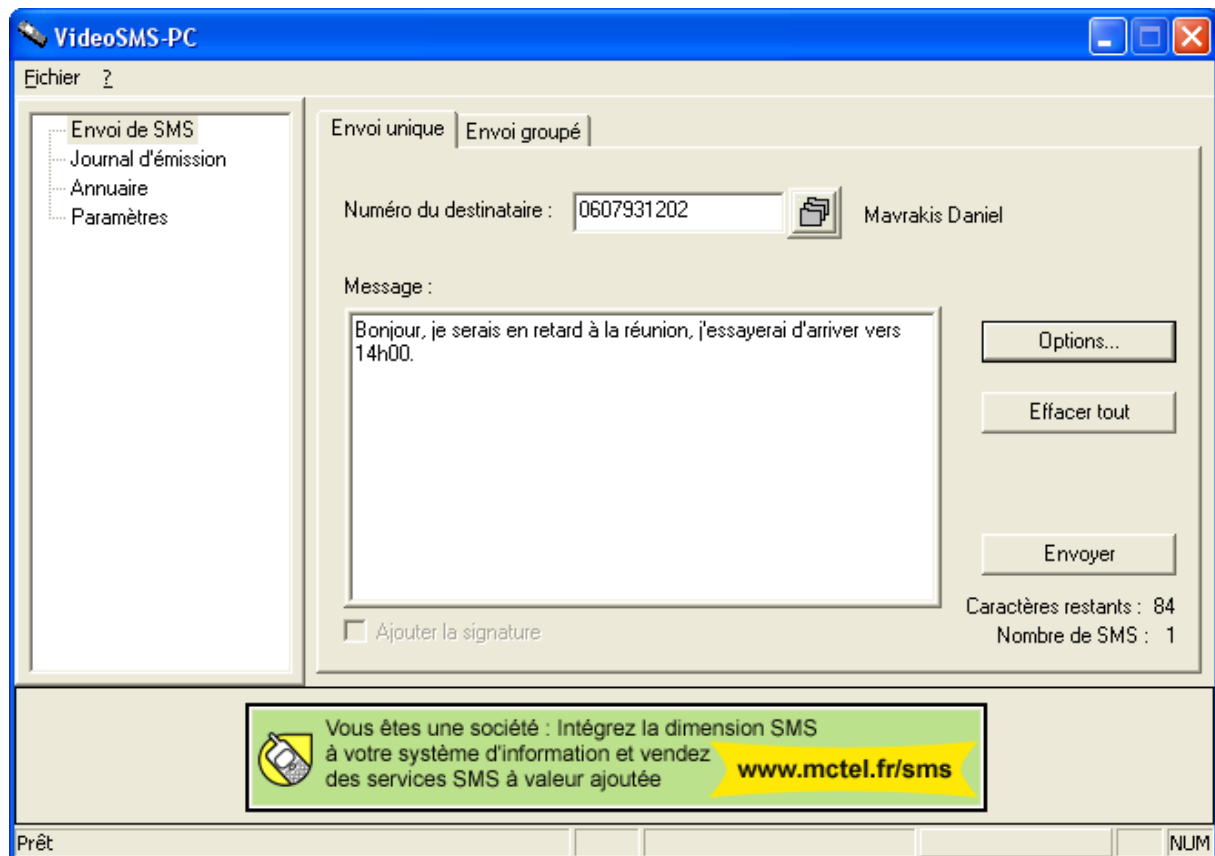 VideoSMS-PC
Fichier ?
Envoi de SMS
Journal d'émission
Annuaire
Paramètres
Envoi unique Envoi groupé
Numéro du destinataire : 0607931202 Mavrakis Daniel
Message :
Bonjour, je serais en retard à la réunion, j'essayerai d'arriver vers
14h00.
Options...
Effacer tout
Envoyer
Caractères restants : 84
Nombre de SMS : 1
Ajouter la signature
Vous êtes une société : Intégrez la dimension SMS
à votre système d'information et vendez
des services SMS à valeur ajoutée
www.mctel.fr/sms
Prêt NUM